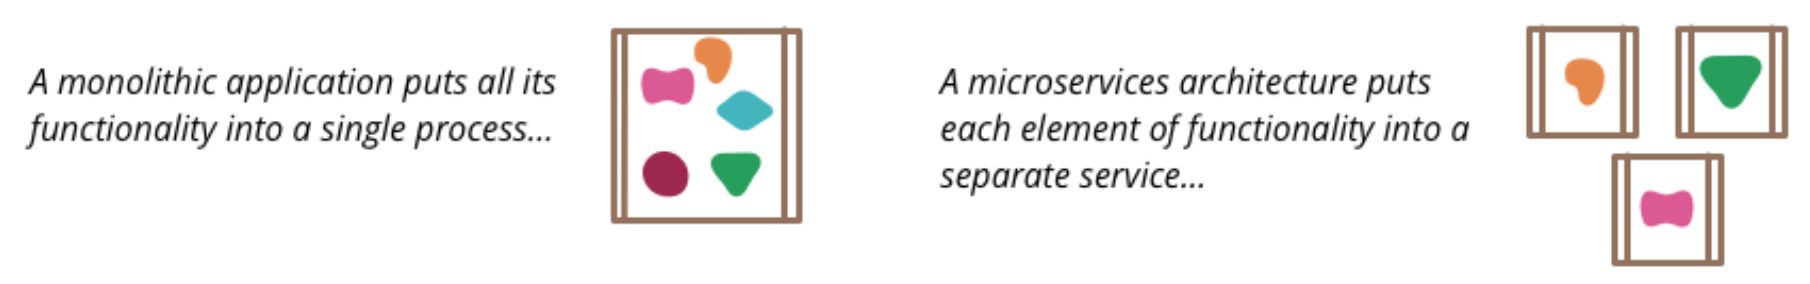 A monolithic application puts all its
functionality into a single process...
A microservices architecture puts
each element of functionality into a
separate service...